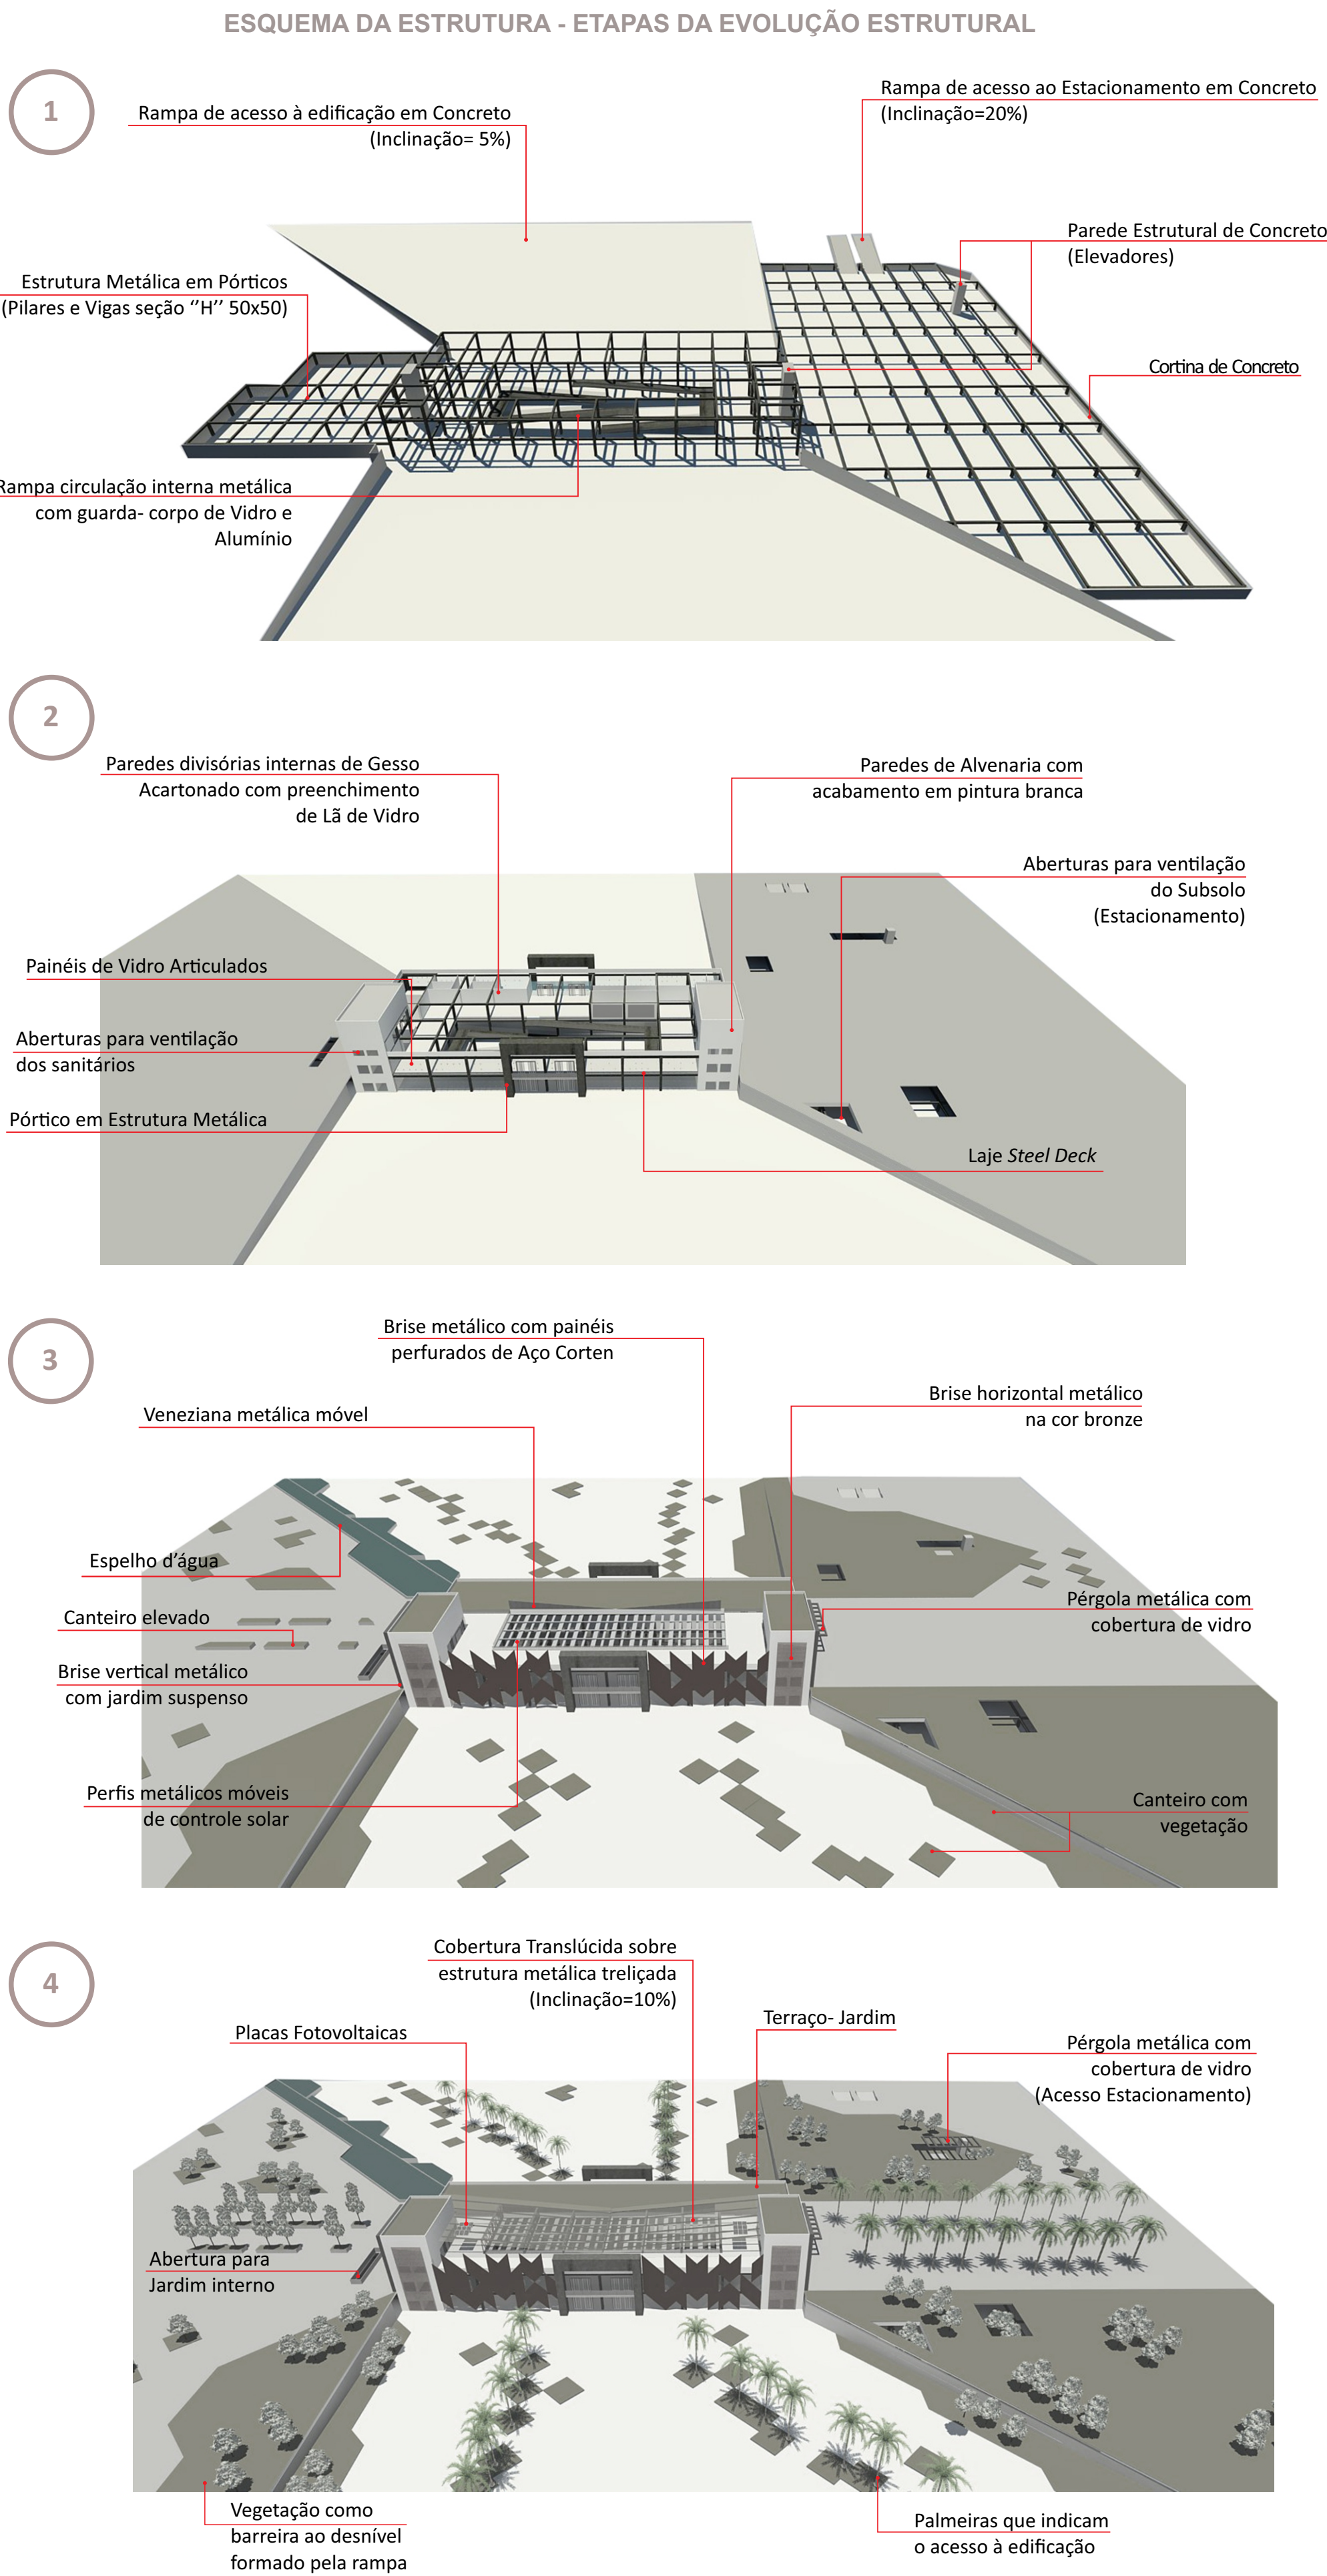 ESQUEMA DA ESTRUTURA - ETAPAS DA EVOLUÇÃO ESTRUTURAL
1
Rampa de acesso à edificação em Concreto
(Inclinação= 5%)
Rampa de acesso ao Estacionamento em Concreto
(Inclinação=20%)
Parede Estrutural de Concreto
(Elevadores)
Estrutura Metálica em Pórticos
(Pilares e Vigas seção ‘’H’’ 50x50)
Cortina de Concreto
Rampa circulação interna metálica
com guarda- corpo de Vidro e
Alumínio
2
Paredes divisórias internas de Gesso
Acartonado com preenchimento
de Lã de Vidro
Paredes de Alvenaria com
acabamento em pintura branca
Aberturas para ventilação
do Subsolo
(Estacionamento)
Painéis de Vidro Articulados
Aberturas para ventilação
dos sanitários
Pórtico em Estrutura Metálica
Laje Steel Deck
3
Brise metálico com painéis
perfurados de Aço Corten
Brise horizontal metálico
na cor bronze
Veneziana metálica móvel
Espelho d’água
Canteiro elevado
Pérgola metálica com
cobertura de vidro
Brise vertical metálico
com jardim suspenso
Perfis metálicos móveis
de controle solar
Canteiro com
vegetação
4
Cobertura Translúcida sobre
estrutura metálica treliçada
(Inclinação=10%)
Placas Fotovoltaicas
Terraço- Jardim
Pérgola metálica com
cobertura de vidro
(Acesso Estacionamento)
Abertura para
Jardim interno
Vegetação como
barreira ao desnível
formado pela rampa
Palmeiras que indicam
o acesso à edificação